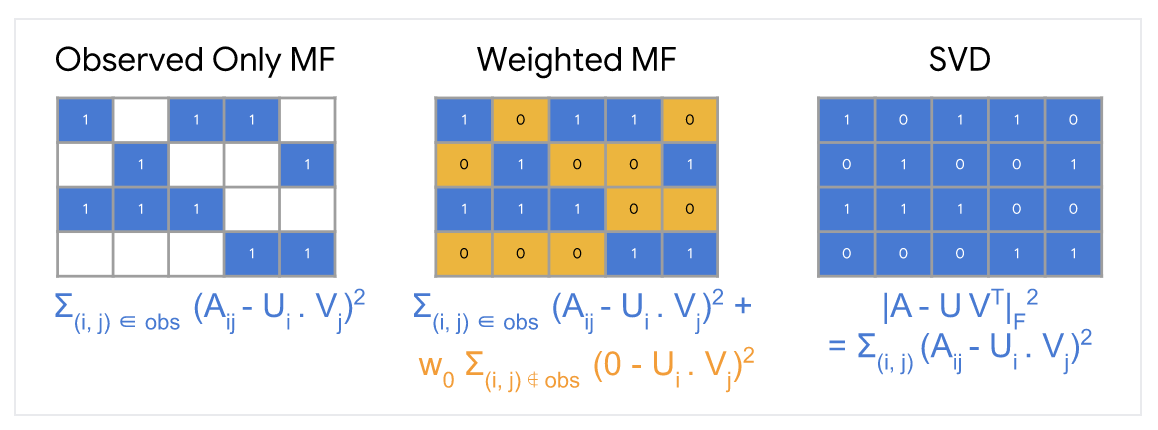 Observed Only MF
1 1 1
1 1
1 1 1
1 1
Σ(i, j) ∈ obs (Aij - Ui . Vj)2
Weighted MF
1 0 1 1 0
0 1 0 0 1
1 1 1 0 0
0 0 0 1 1
Σ(i, j) ∈ obs (Aij - Ui . Vj)2 +
w0 Σ(i, j) ∉ obs (0 - Ui . Vj)2
SVD
1 0 1 1 0
0 1 0 0 1
1 1 1 0 0
0 0 0 1 1
|A - U VT|F2
= Σ(i, j) (Aij - Ui . Vj)2